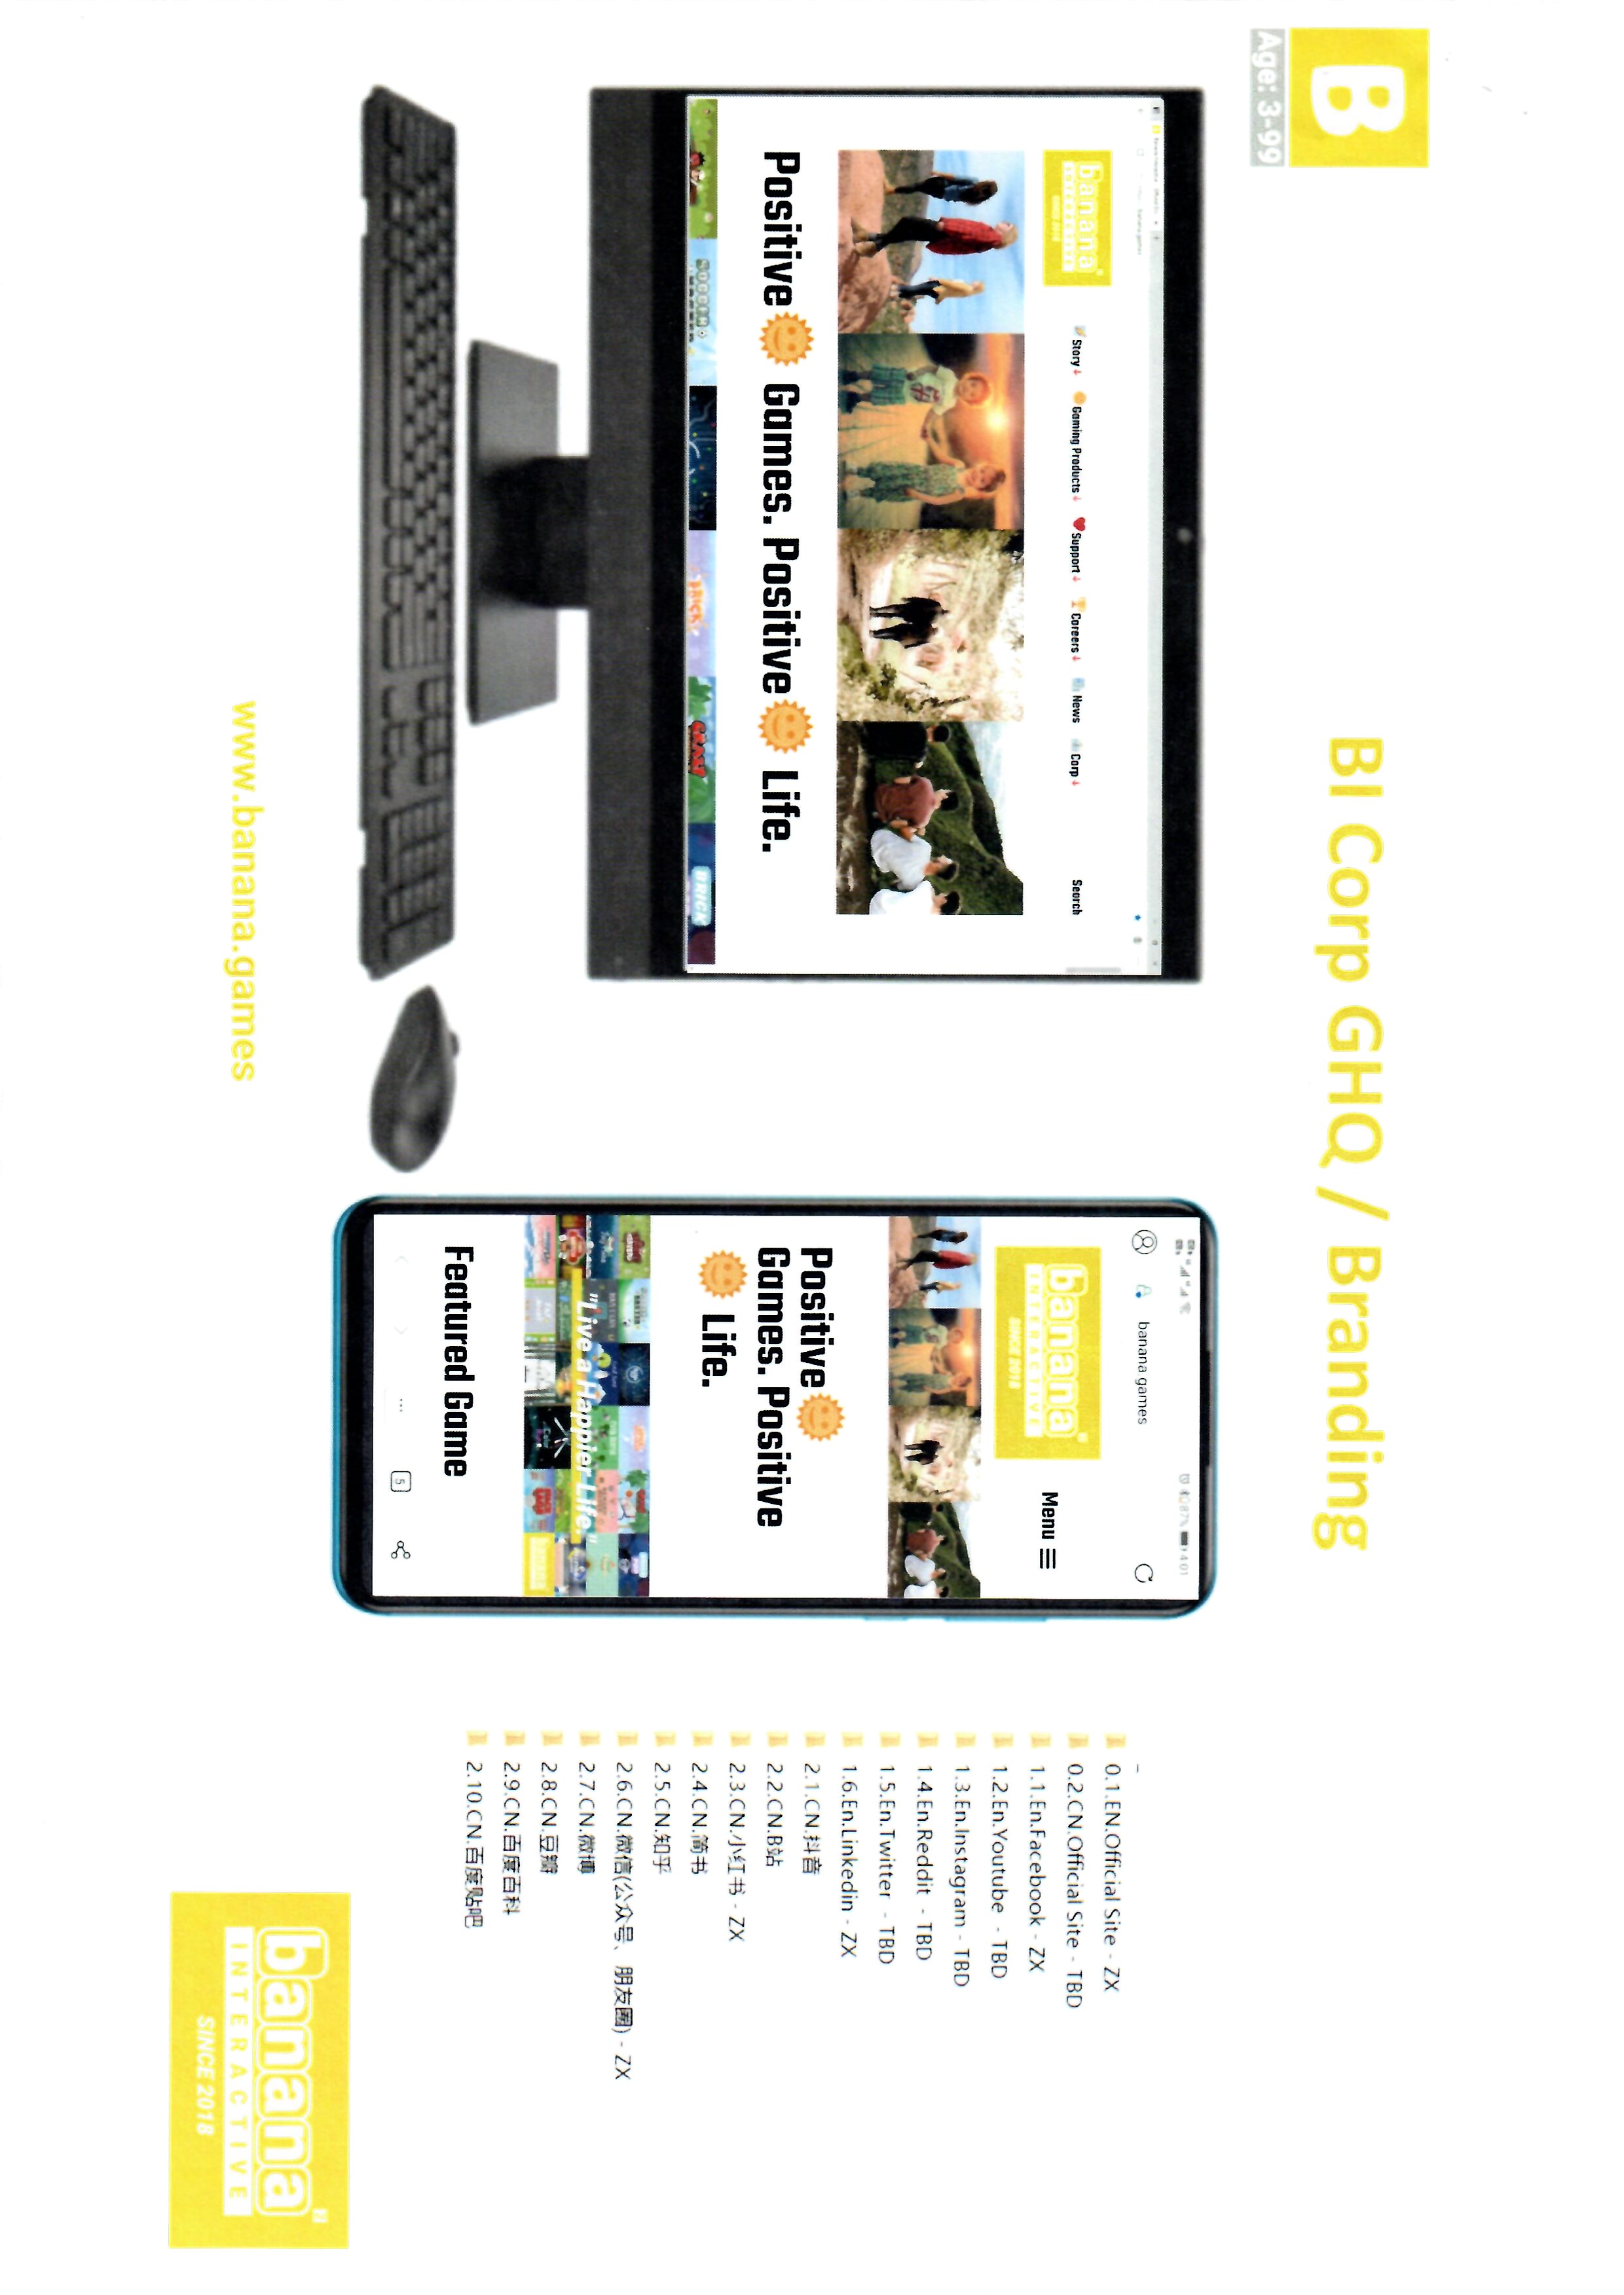 B
Age: 3-99
BI Corp GHQ / Branding
banana
INTERACTIVE
SINCE 2018
Story
Gaming Products
Support
Careers
News
Corp
Search
Positive Games. Positive Life.
SOCCER
BRICK
BRICK
www.banana.games
87% 4:01
banana games
banana
INTERACTIVE
SINCE 2018
Menu
Positive
Games. Positive
Life.
"Live a Happier Life."
Featured Game
5
0.1.EN.Official Site - ZX
0.2.CN.Official Site - TBD
1.1.En.Facebook - ZX
1.2.En.Youtube - TBD
1.3.En.Instagram - TBD
1.4.En.Reddit - TBD
1.5.En.Twitter - TBD
1.6.En.Linkedin - ZX
2.1.CN.抖音
2.2.CN.B站
2.3.CN.小红书 - ZX
2.4.CN.简书
2.5.CN.知乎
2.6.CN.微信(公众号、朋友圈) - ZX
2.7.CN.微博
2.8.CN.豆瓣
2.9.CN.百度百科
2.10.CN.百度贴吧
banana
INTERACTIVE
SINCE 2018